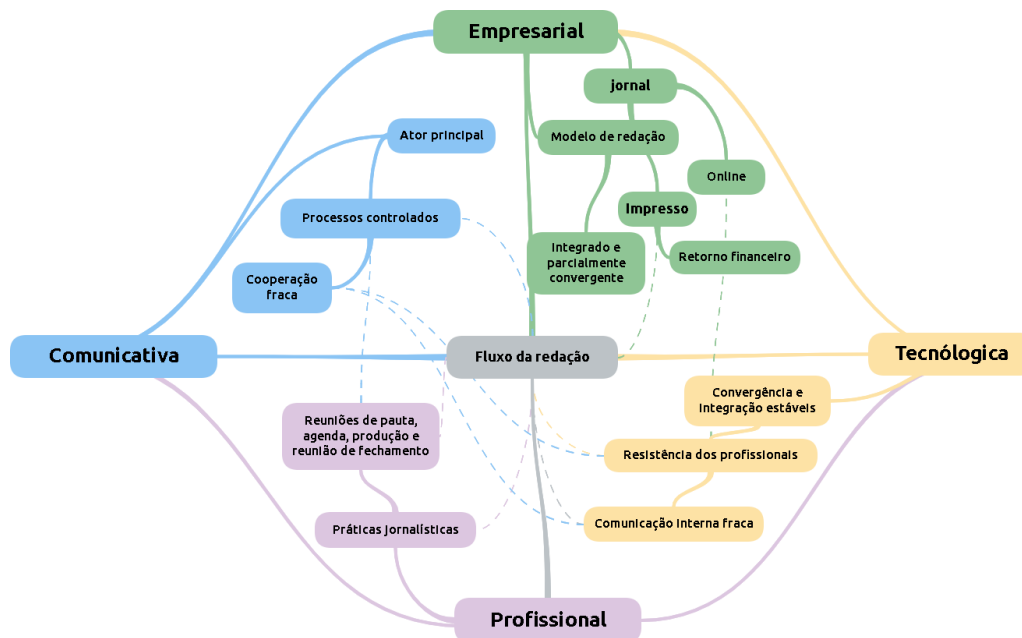 Empresarial
jornal
Ator principal
Modelo de redação
Online
Processos controlados
Impresso
Integrado e
parcialmente
convergente
Retorno financeiro
Cooperação
fraca
Comunicativa
Fluxo da redação
Tecnólogica
Convergência e
integração estáveis
Reuniões de pauta,
agenda, produção e
reunião de fechamento
Resistência dos profissionais
Práticas jornalísticas
Comunicação interna fraca
Profissional